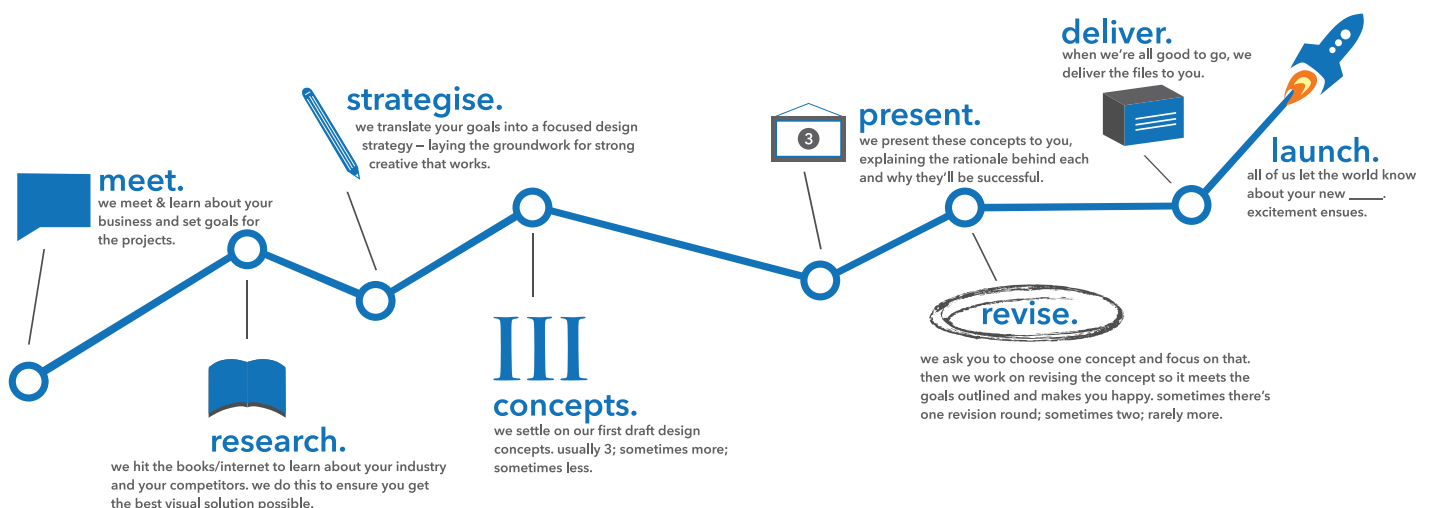 meet.
we meet & learn about your
business and set goals for
the projects.
research.
we hit the books/internet to learn about your industry
and your competitors. we do this to ensure you get
the best visual solution possible.
strategise.
we translate your goals into a focused design
strategy – laying the groundwork for strong
creative that works.
III
concepts.
we settle on our first draft design
concepts. usually 3; sometimes more;
sometimes less.
3
present.
we present these concepts to you,
explaining the rationale behind each
and why they’ll be successful.
revise.
we ask you to choose one concept and focus on that.
then we work on revising the concept so it meets the
goals outlined and makes you happy. sometimes there’s
one revision round; sometimes two; rarely more.
deliver.
when we’re all good to go, we
deliver the files to you.
launch.
all of us let the world know
about your new _____.
excitement ensues.